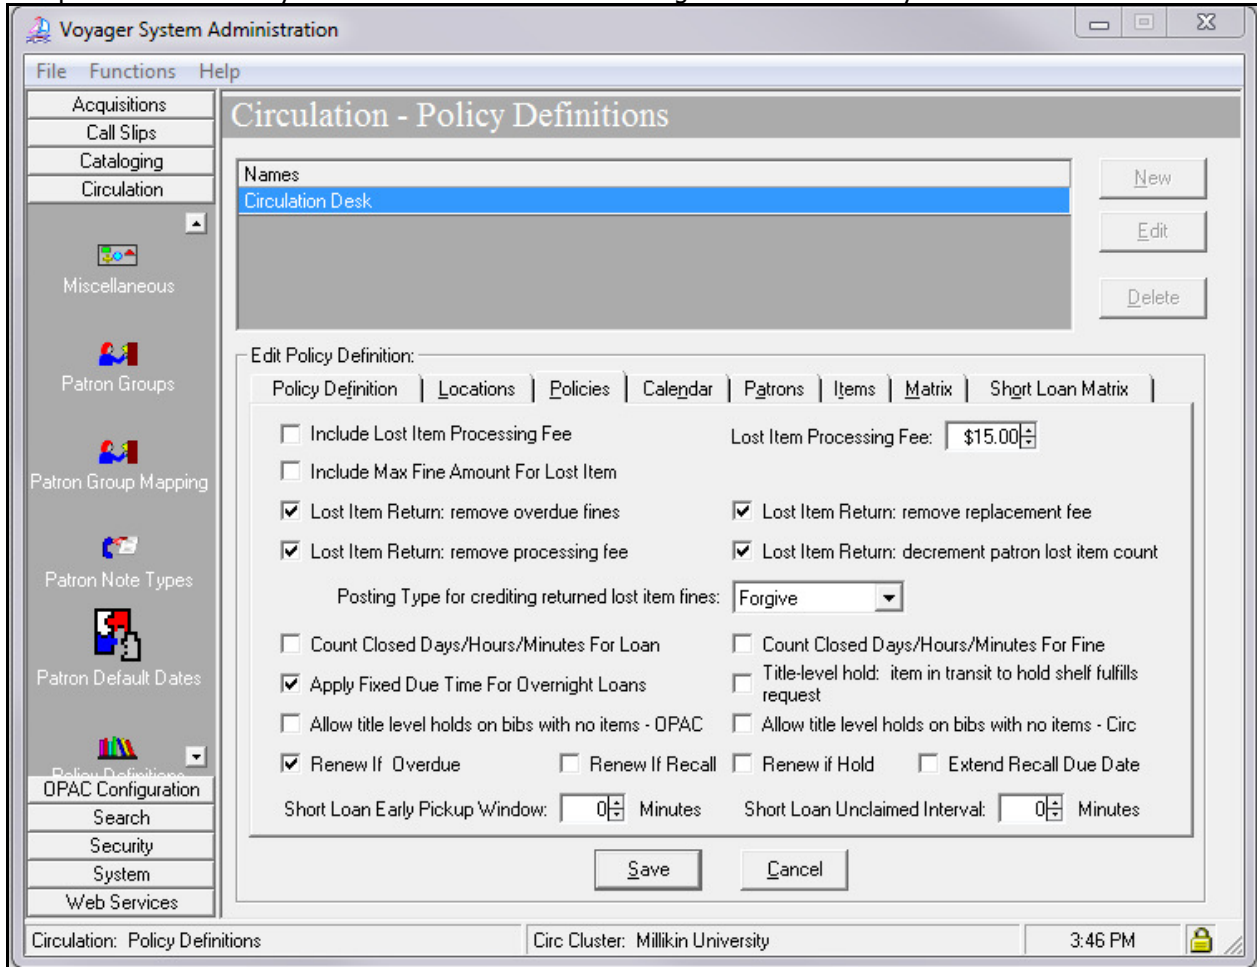 Voyager System Administration
File Functions Help
Acquisitions
Call Slips
Cataloging
Circulation
Miscellaneous
Patron Groups
Patron Group Mapping
Patron Note Types
Patron Default Dates
Policy Definitions
OPAC Configuration
Search
Security
System
Web Services
Circulation - Policy Definitions
Names
Circulation Desk
New
Edit
Delete
Edit Policy Definition:
Policy Definition Locations Policies Calendar Patrons Items Matrix Short Loan Matrix
Include Lost Item Processing Fee Lost Item Processing Fee: $15.00
Include Max Fine Amount For Lost Item
Lost Item Return: remove overdue fines Lost Item Return: remove replacement fee
Lost Item Return: remove processing fee Lost Item Return: decrement patron lost item count
Posting Type for crediting returned lost item fines: Forgive
Count Closed Days/Hours/Minutes For Loan Count Closed Days/Hours/Minutes For Fine
Apply Fixed Due Time For Overnight Loans Title-level hold: item in transit to hold shelf fulfills
request
Allow title level holds on bibs with no items - OPAC Allow title level holds on bibs with no items - Circ
Renew If Overdue Renew If Recall Renew if Hold Extend Recall Due Date
Short Loan Early Pickup Window: 0 Minutes Short Loan Unclaimed Interval: 0 Minutes
Save Cancel
Circulation: Policy Definitions Circ Cluster: Millikin University 3:46 PM